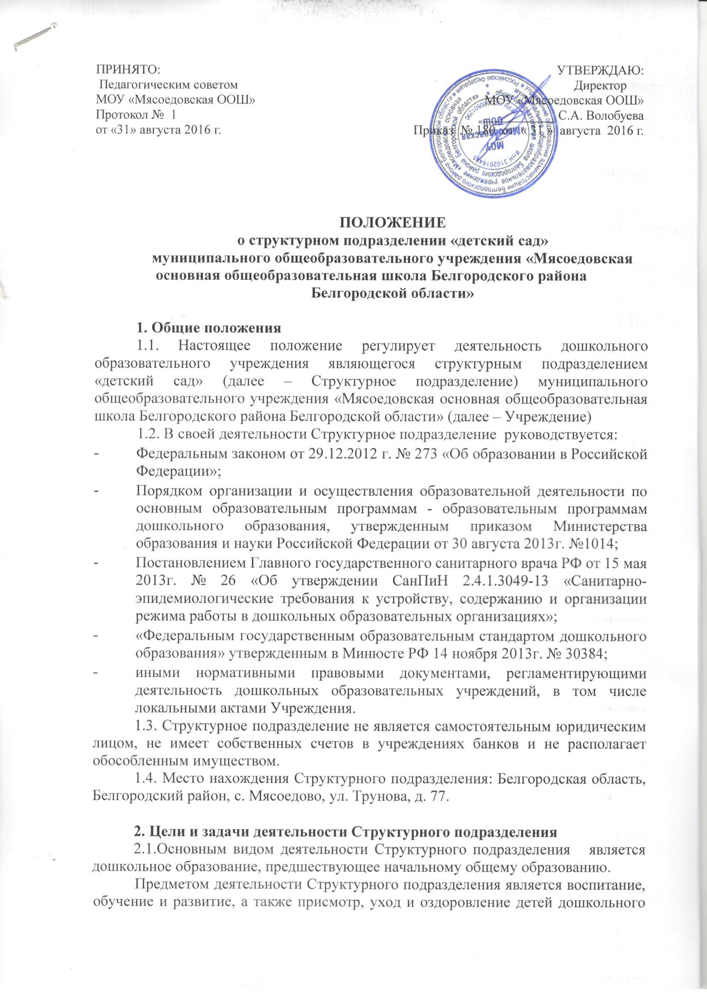 ПРИНЯТО:
Педагогическим советом
МОУ «Мясоедовская ООШ»
Протокол № 1
от «31» августа 2016 г.
УТВЕРЖДАЮ:
Директор
МОУ «Мясоедовская ООШ»
С.А. Волобуева
Приказ № 180 от « 31 » августа 2016 г.
Управление образования администрации Белгородского района Белгородской области * Российская Федерация *
муниципальное общеобразовательное учреждение «Мясоедовская основная
общеобразовательная школа Белгородского района Белгородской области» *
ИНН 3102016485
МОУ
«Мясоедовская
ООШ»
ПОЛОЖЕНИЕ
о структурном подразделении «детский сад»
муниципального общеобразовательного учреждения «Мясоедовская
основная общеобразовательная школа Белгородского района
Белгородской области»
1. Общие положения
1.1. Настоящее положение регулирует деятельность дошкольного
образовательного учреждения являющегося структурным подразделением
«детский сад» (далее – Структурное подразделение) муниципального
общеобразовательного учреждения «Мясоедовская основная общеобразовательная
школа Белгородского района Белгородской области» (далее – Учреждение)
1.2. В своей деятельности Структурное подразделение руководствуется:
- Федеральным законом от 29.12.2012 г. № 273 «Об образовании в Российской
Федерации»;
- Порядком организации и осуществления образовательной деятельности по
основным образовательным программам - образовательным программам
дошкольного образования, утвержденным приказом Министерства
образования и науки Российской Федерации от 30 августа 2013г. №1014;
- Постановлением Главного государственного санитарного врача РФ от 15 мая
2013г. № 26 «Об утверждении СанПиН 2.4.1.3049-13 «Санитарно-
эпидемиологические требования к устройству, содержанию и организации
режима работы в дошкольных образовательных организациях»;
- «Федеральным государственным образовательным стандартом дошкольного
образования» утвержденным в Минюсте РФ 14 ноября 2013г. № 30384;
- иными нормативными правовыми документами, регламентирующими
деятельность дошкольных образовательных учреждений, в том числе
локальными актами Учреждения.
1.3. Структурное подразделение не является самостоятельным юридическим
лицом, не имеет собственных счетов в учреждениях банков и не располагает
обособленным имуществом.
1.4. Место нахождения Структурного подразделения: Белгородская область,
Белгородский район, с. Мясоедово, ул. Трунова, д. 77.
2. Цели и задачи деятельности Структурного подразделения
2.1.Основным видом деятельности Структурного подразделения является
дошкольное образование, предшествующее начальному общему образованию.
Предметом деятельности Структурного подразделения является воспитание,
обучение и развитие, а также присмотр, уход и оздоровление детей дошкольного